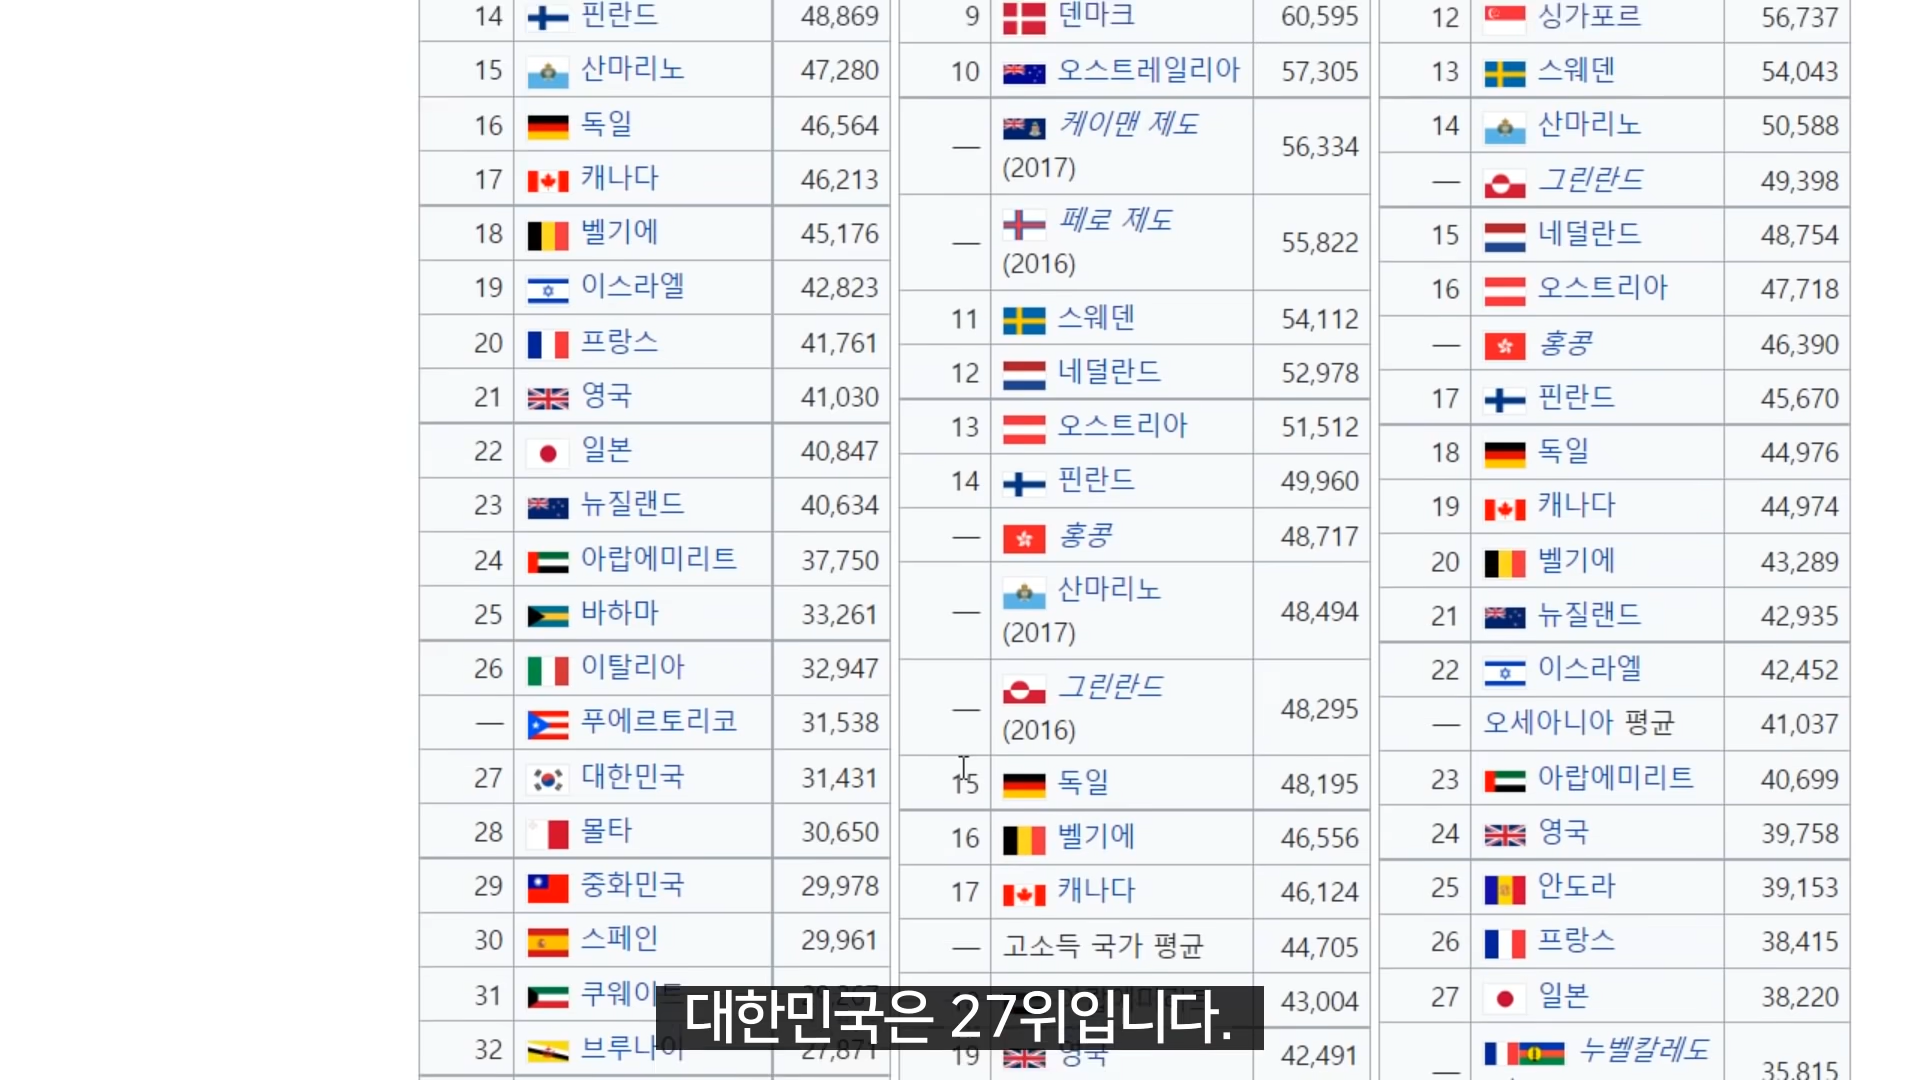 14 핀란드 48,869
15 산마리노 47,280
16 독일 46,564
17 캐나다 46,213
18 벨기에 45,176
19 이스라엘 42,823
20 프랑스 41,761
21 영국 41,030
22 일본 40,847
23 뉴질랜드 40,634
24 아랍에미리트 37,750
25 바하마 33,261
26 이탈리아 32,947
— 푸에르토리코 31,538
27 대한민국 31,431
28 몰타 30,650
29 중화민국 29,978
30 스페인 29,961
31 쿠웨이트
32 브루나이 27,871
9 덴마크 60,595
10 오스트레일리아 57,305
— 케이맨 제도 56,334
(2017)
— 페로 제도 55,822
(2016)
11 스웨덴 54,112
12 네덜란드 52,978
13 오스트리아 51,512
14 핀란드 49,960
— 홍콩 48,717
— 산마리노 48,494
(2017)
— 그린란드 48,295
(2016)
15 독일 48,195
16 벨기에 46,556
17 캐나다 46,124
— 고소득 국가 평균 44,705
43,004
19 영국 42,491
12 싱가포르 56,737
13 스웨덴 54,043
14 산마리노 50,588
— 그린란드 49,398
15 네덜란드 48,754
16 오스트리아 47,718
— 홍콩 46,390
17 핀란드 45,670
18 독일 44,976
19 캐나다 44,974
20 벨기에 43,289
21 뉴질랜드 42,935
22 이스라엘 42,452
— 오세아니아 평균 41,037
23 아랍에미리트 40,699
24 영국 39,758
25 안도라 39,153
26 프랑스 38,415
27 일본 38,220
— 누벨칼레도 35,815
대한민국은 27위입니다.